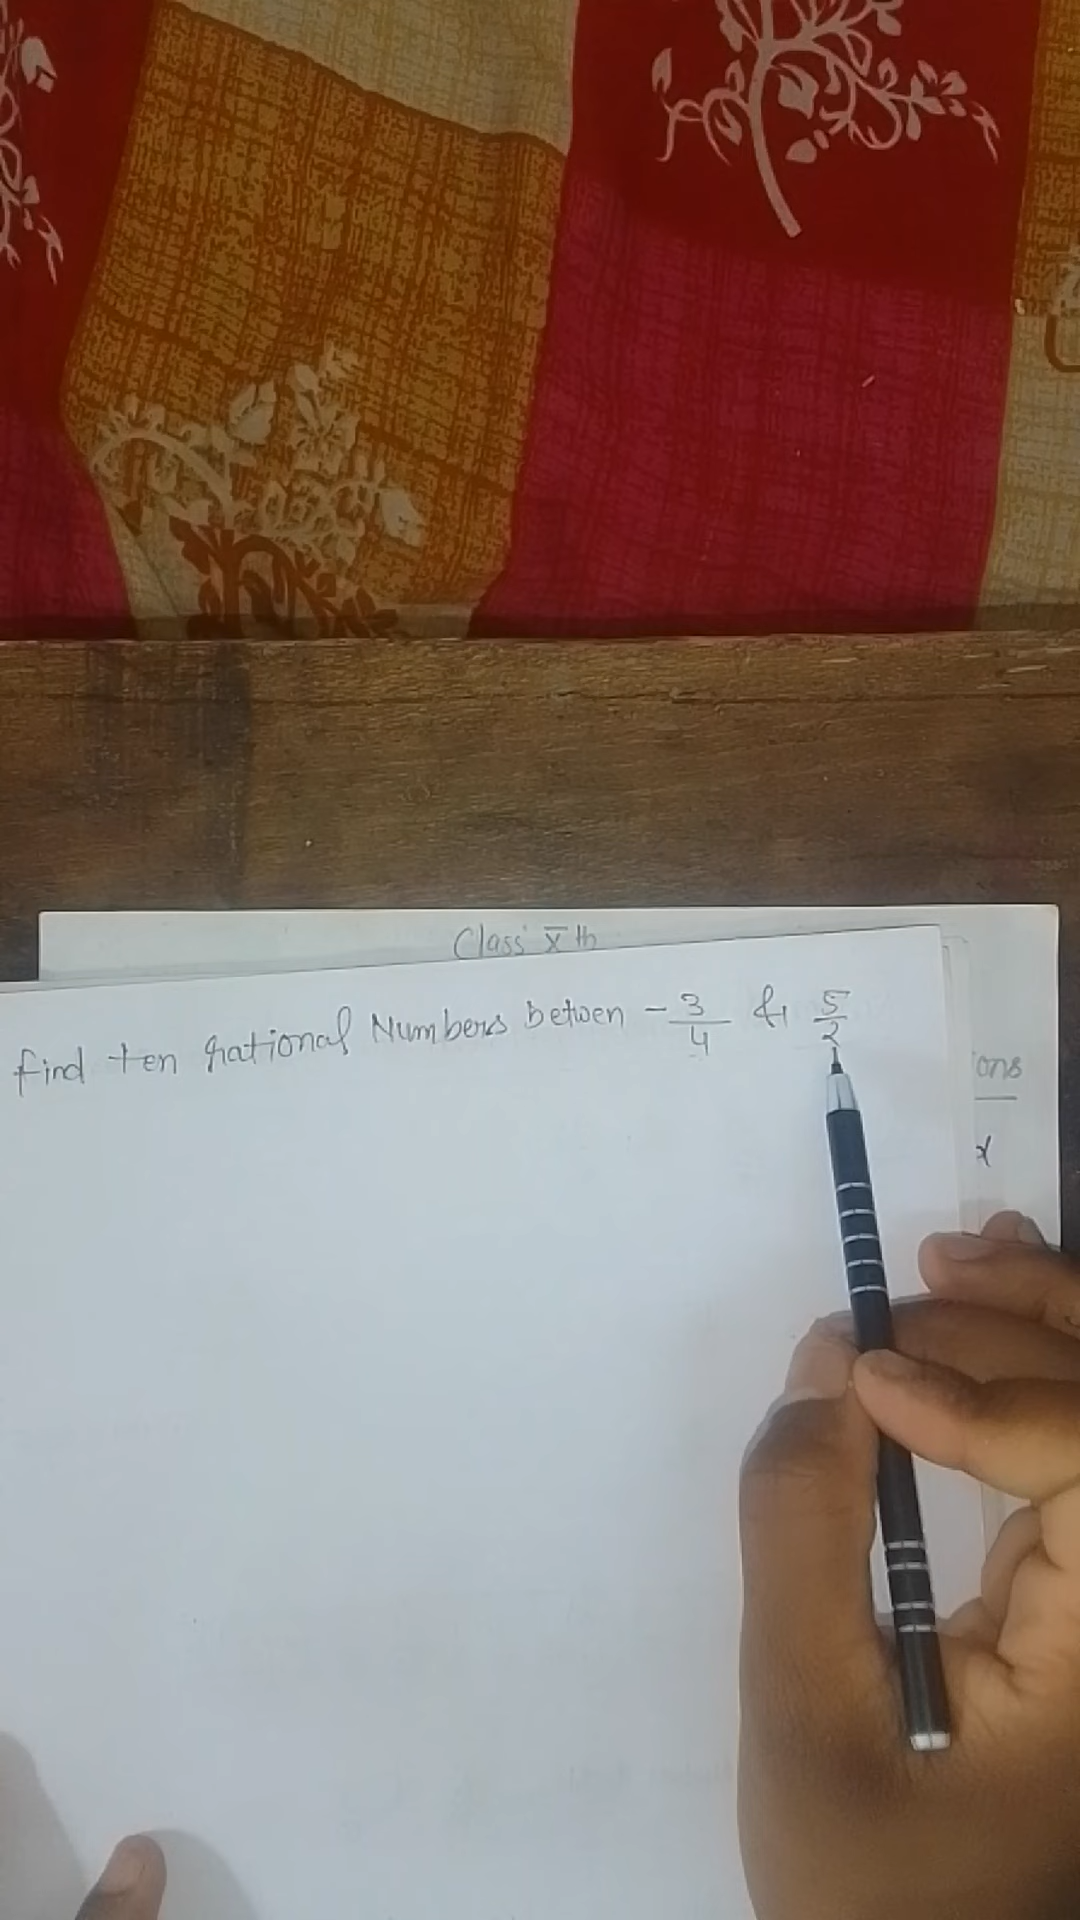 Class Xth
find ten rational Numbers betwen - 3/4 & 5/2
ons
x